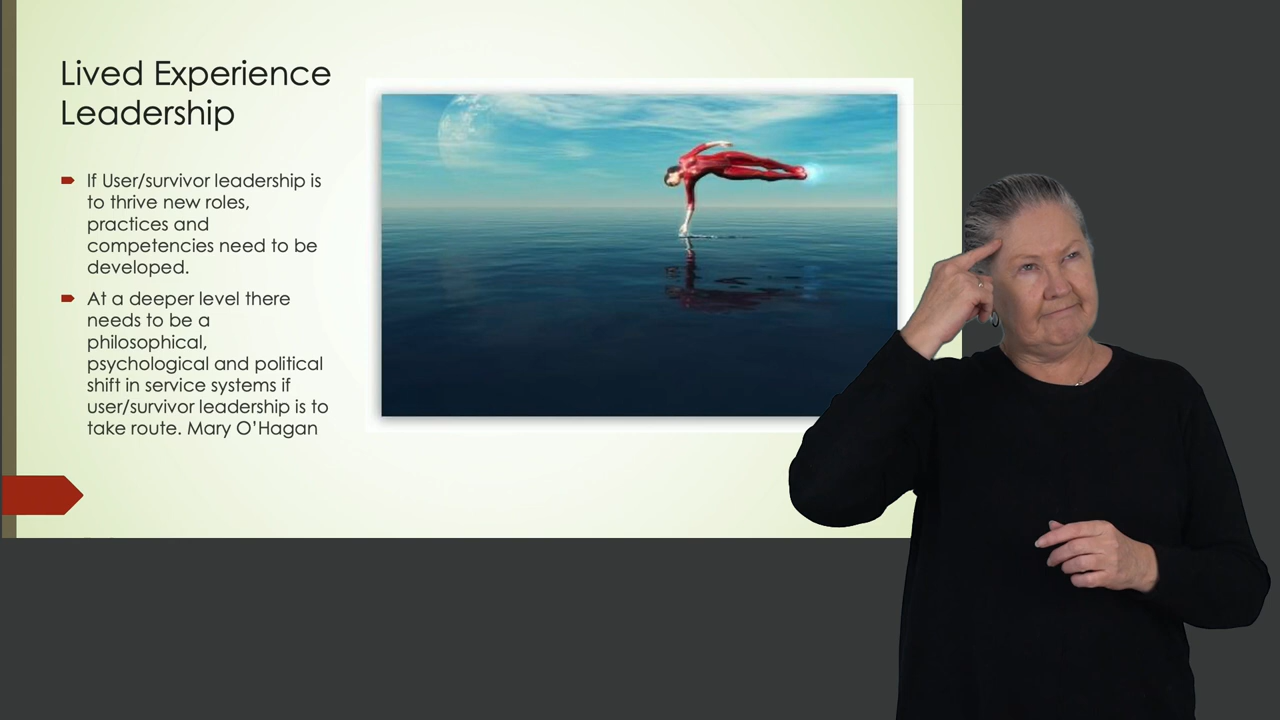 Lived Experience
Leadership
If User/survivor leadership is
to thrive new roles,
practices and
competencies need to be
developed.
At a deeper level there
needs to be a
philosophical,
psychological and political
shift in service systems if
user/survivor leadership is to
take route. Mary O’Hagan